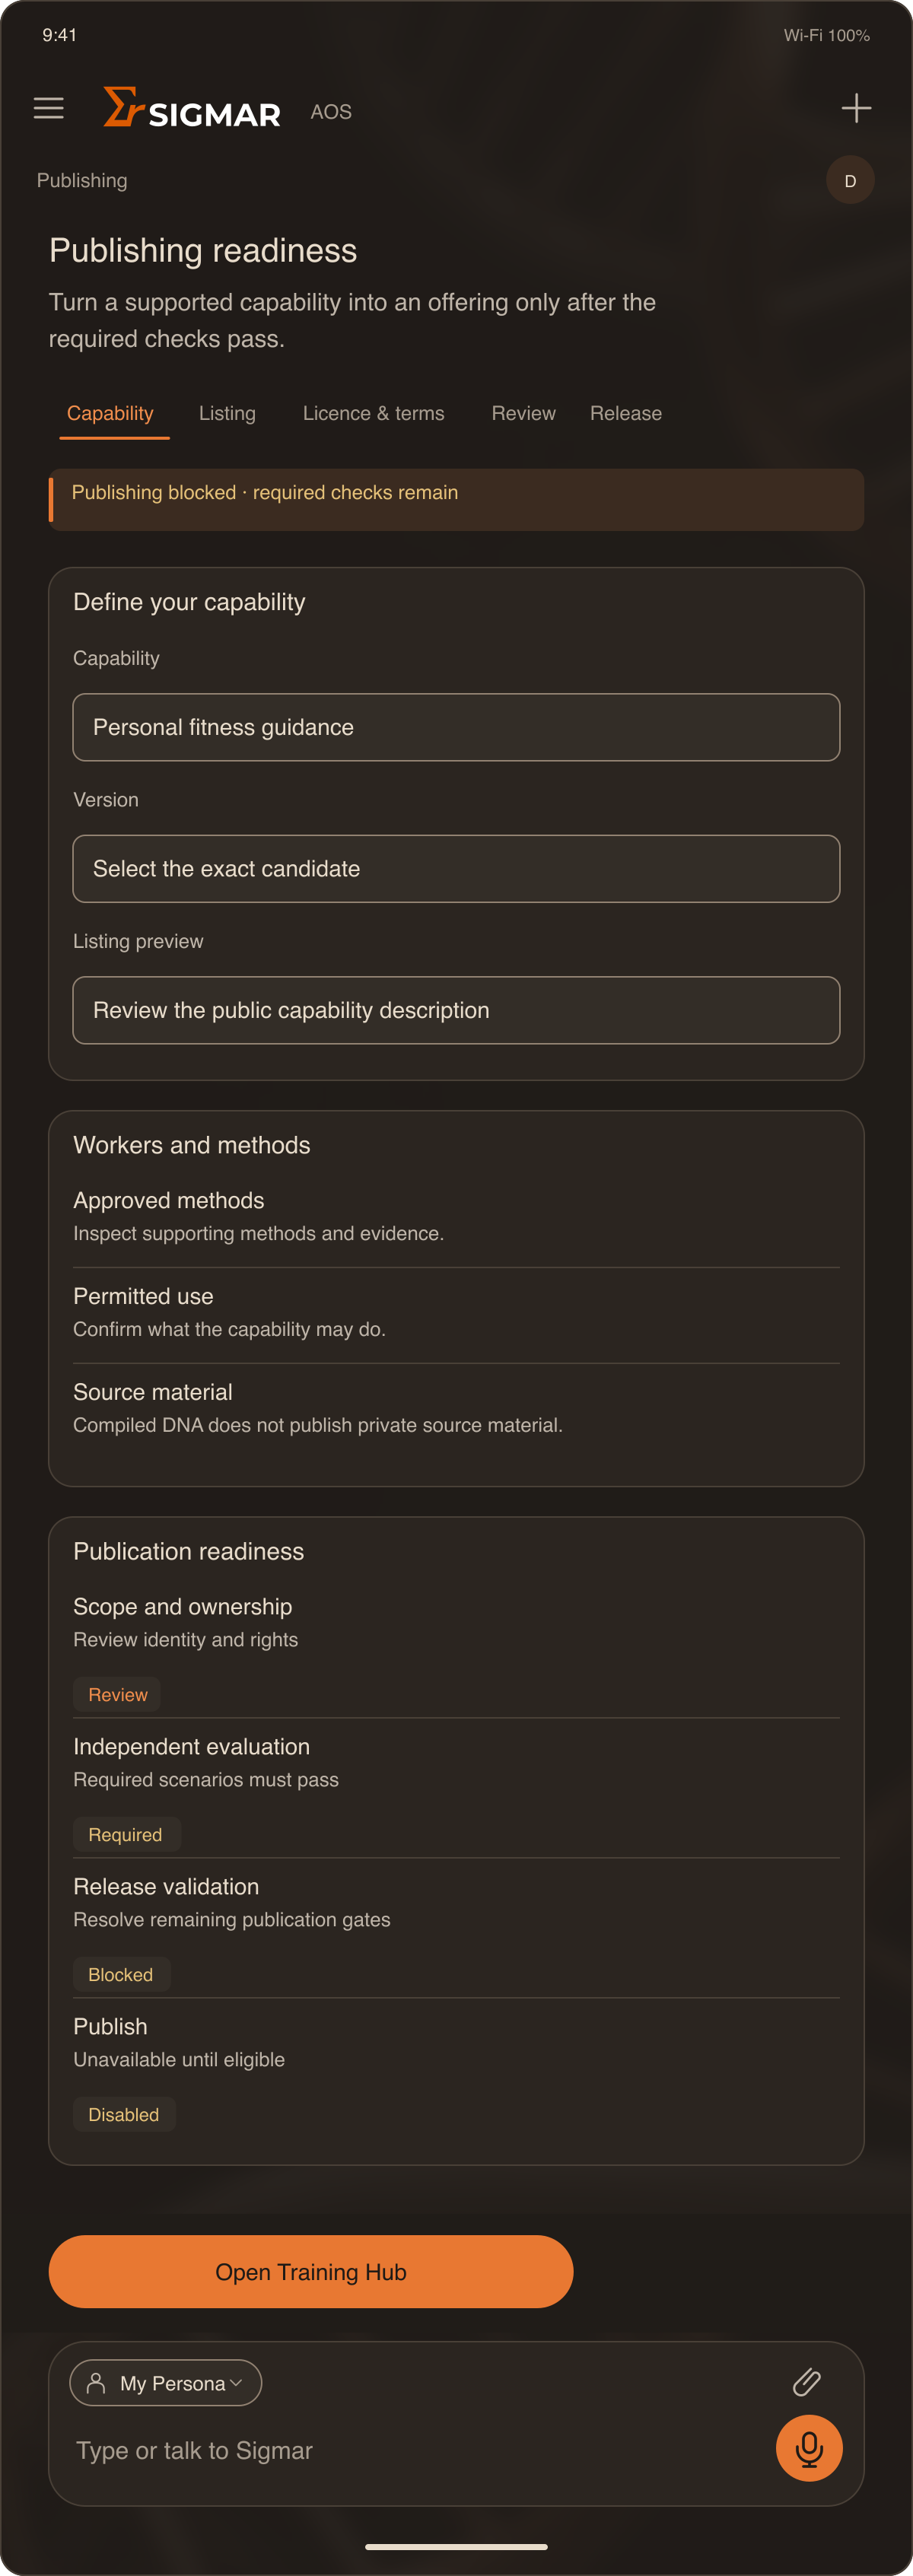 9:41
Wi-Fi 100%
Σr SIGMAR AOS
Publishing
D
Publishing readiness
Turn a supported capability into an offering only after the
required checks pass.
Capability Listing Licence & terms Review Release
Publishing blocked · required checks remain
Define your capability
Capability
Personal fitness guidance
Version
Select the exact candidate
Listing preview
Review the public capability description
Workers and methods
Approved methods
Inspect supporting methods and evidence.
Permitted use
Confirm what the capability may do.
Source material
Compiled DNA does not publish private source material.
Publication readiness
Scope and ownership
Review identity and rights
Review
Independent evaluation
Required scenarios must pass
Required
Release validation
Resolve remaining publication gates
Blocked
Publish
Unavailable until eligible
Disabled
Open Training Hub
My Persona
Type or talk to Sigmar